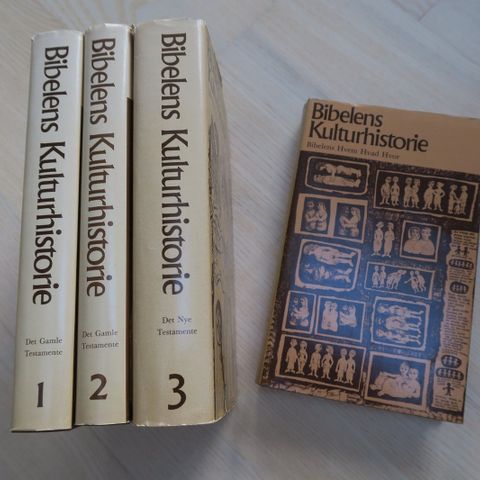 Bibelens Kulturhistorie
Det Gamle
Testamente
1
Bibelens Kulturhistorie
Det Gamle
Testamente
2
Bibelens Kulturhistorie
Det Nye
Testamente
3
Bibelens
Kulturhistorie
Bibelens Hvem Hvad Hvor